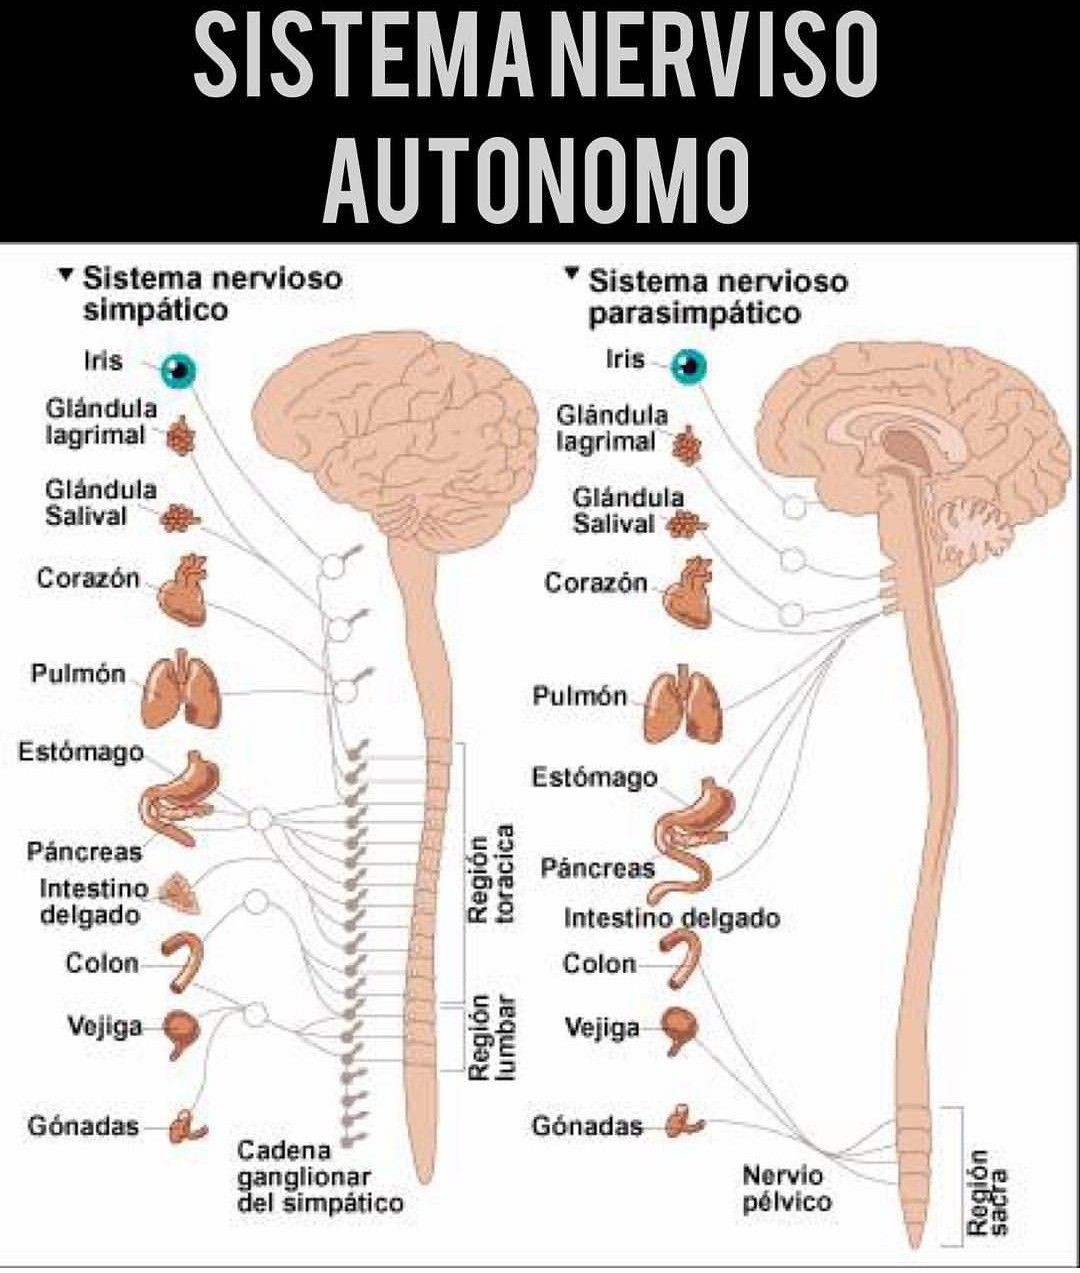 SISTEMA NERVISO
AUTONOMO
▼ Sistema nervioso
simpático
Iris
Glándula
lagrimal
Glándula
Salival
Corazón
Pulmón
Estómago
Páncreas
Intestino
delgado
Colon
Vejiga
Gónadas
Cadena
ganglionar
del simpático
Región
toracica
Región
lumbar
▼ Sistema nervioso
parasimpático
Iris
Glándula
lagrimal
Glándula
Salival
Corazón
Pulmón
Estómago
Páncreas
Intestino delgado
Colon
Vejiga
Gónadas
Nervio
pélvico
Región
sacra